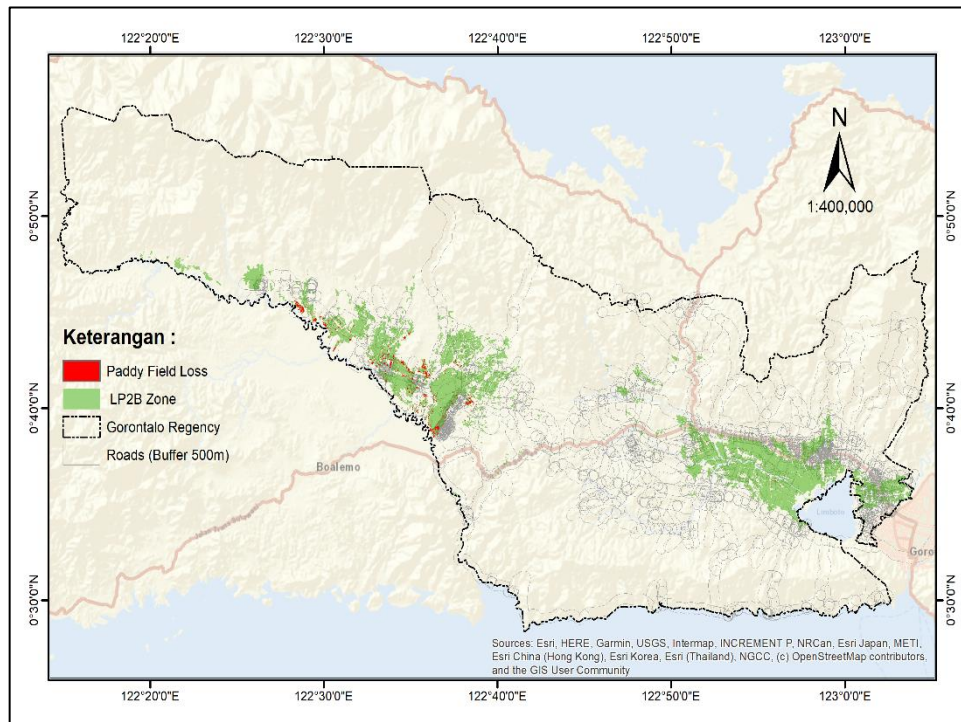 122°20'0"E 122°30'0"E 122°40'0"E 122°50'0"E 123°0'0"E
N
1:400,000
0°50'0"N 0°50'0"N
Keterangan :
Paddy Field Loss
LP2B Zone
Gorontalo Regency
Roads (Buffer 500m)
0°40'0"N 0°40'0"N
Boalemo
Limboto
Goro
0°30'0"N 0°30'0"N
Sources: Esri, HERE, Garmin, USGS, Intermap, INCREMENT P, NRCan, Esri Japan, METI,
Esri China (Hong Kong), Esri Korea, Esri (Thailand), NGCC, (c) OpenStreetMap contributors,
and the GIS User Community
122°20'0"E 122°30'0"E 122°40'0"E 122°50'0"E 123°0'0"E